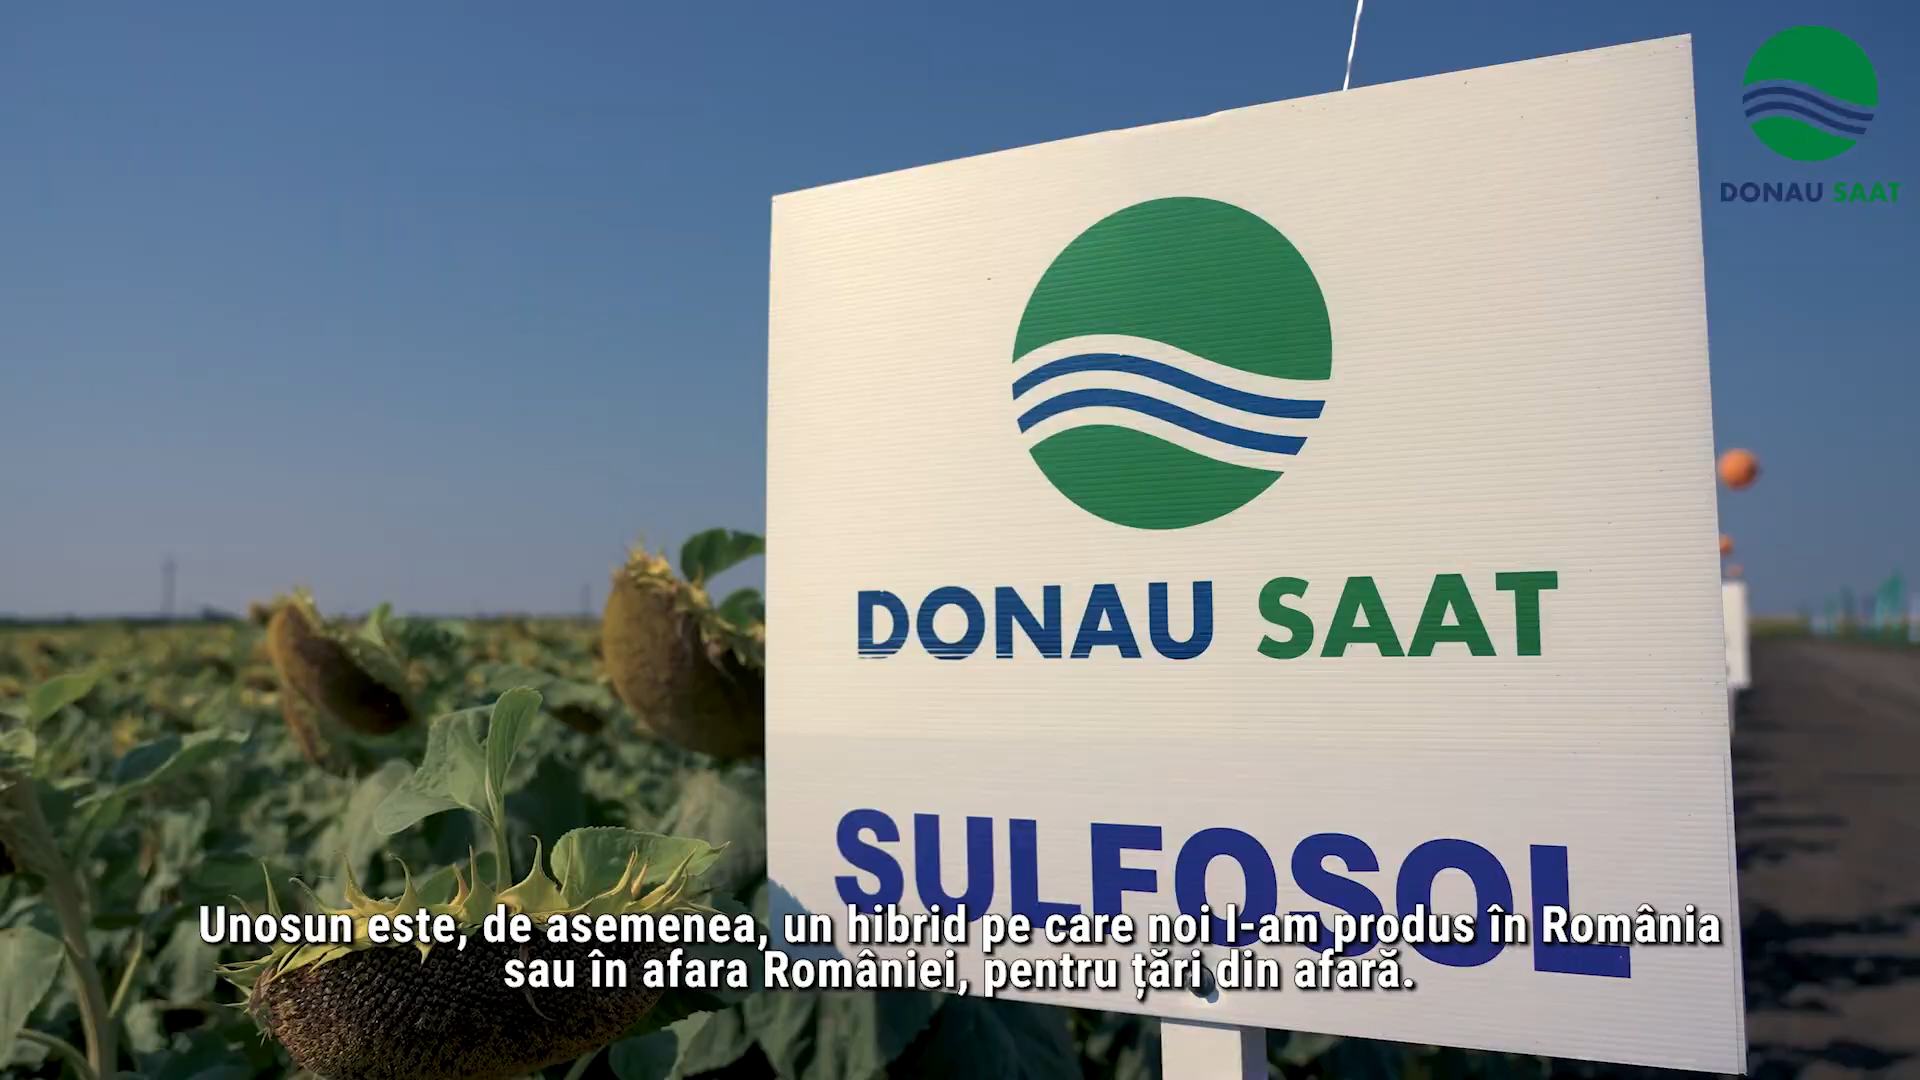 DONAU SAAT
DONAU SAAT
SULFOSOL
Unosun este, de asemenea, un hibrid pe care noi l-am produs în România
sau în afara României, pentru țări din afară.